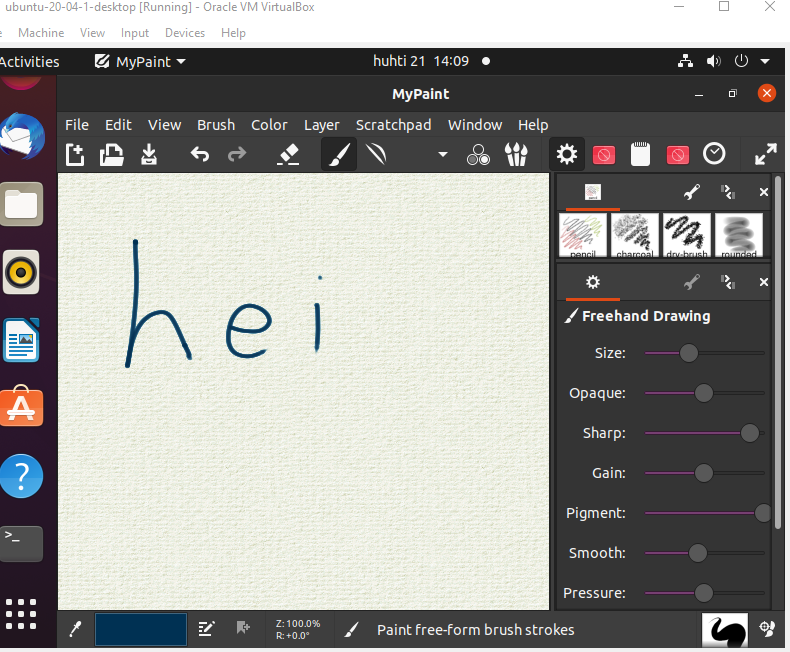 ubuntu-20-04-1-desktop [Running] - Oracle VM VirtualBox
Machine View Input Devices Help
Activities MyPaint huhti 21 14:09
MyPaint
File Edit View Brush Color Layer Scratchpad Window Help
pencil charcoal dry-brush rounded
Freehand Drawing
hei
Size:
Opaque:
Sharp:
Gain:
Pigment:
Smooth:
Pressure:
Z: 100.0%
R: +0.0°
Paint free-form brush strokes